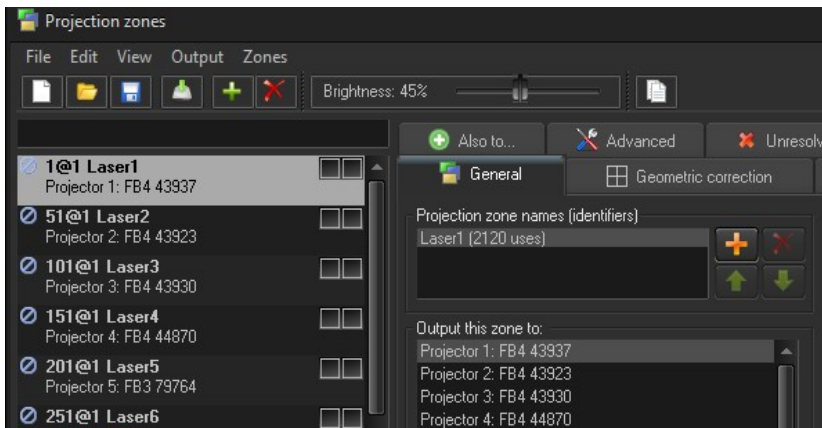 Projection zones
File Edit View Output Zones
Brightness: 45%
1@1 Laser1
Projector 1: FB4 43937
51@1 Laser2
Projector 2: FB4 43923
101@1 Laser3
Projector 3: FB4 43930
151@1 Laser4
Projector 4: FB4 44870
201@1 Laser5
Projector 5: FB3 79764
251@1 Laser6
Also to... Advanced Unresolv
General Geometric correction
Projection zone names (identifiers)
Laser1 (2120 uses)
Output this zone to:
Projector 1: FB4 43937
Projector 2: FB4 43923
Projector 3: FB4 43930
Projector 4: FB4 44870